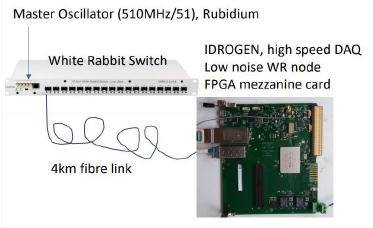 Master Oscillator (510MHz/51), Rubidium
White Rabbit Switch
IDROGEN, high speed DAQ
Low noise WR node
FPGA mezzanine card
4km fibre link